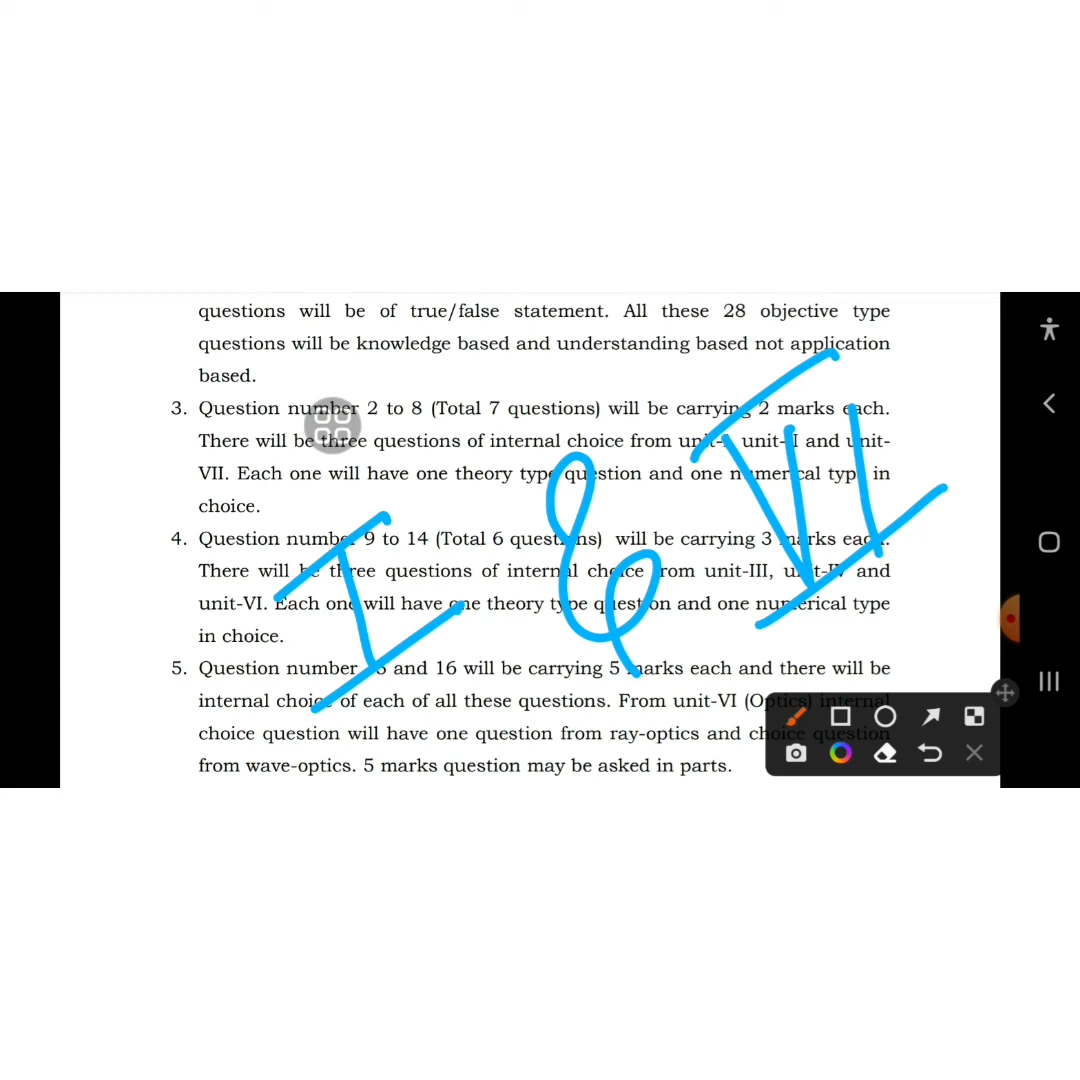 questions will be of true/false statement. All these 28 objective type
questions will be knowledge based and understanding based not application
based.
3. Question number 2 to 8 (Total 7 questions) will be carrying 2 marks each.
There will be three questions of internal choice from unit-I, unit-II and unit-
VII. Each one will have one theory type question and one numerical type in
choice.
4. Question number 9 to 14 (Total 6 questions) will be carrying 3 marks each.
There will be three questions of internal choice from unit-III, unit-IV and
unit-VI. Each one will have one theory type question and one numerical type
in choice.
5. Question number and 16 will be carrying 5 marks each and there will be
internal choice of each of all these questions. From unit-VI (Optics) internal
choice question will have one question from ray-optics and choice question
from wave-optics. 5 marks question may be asked in parts.
I & VI